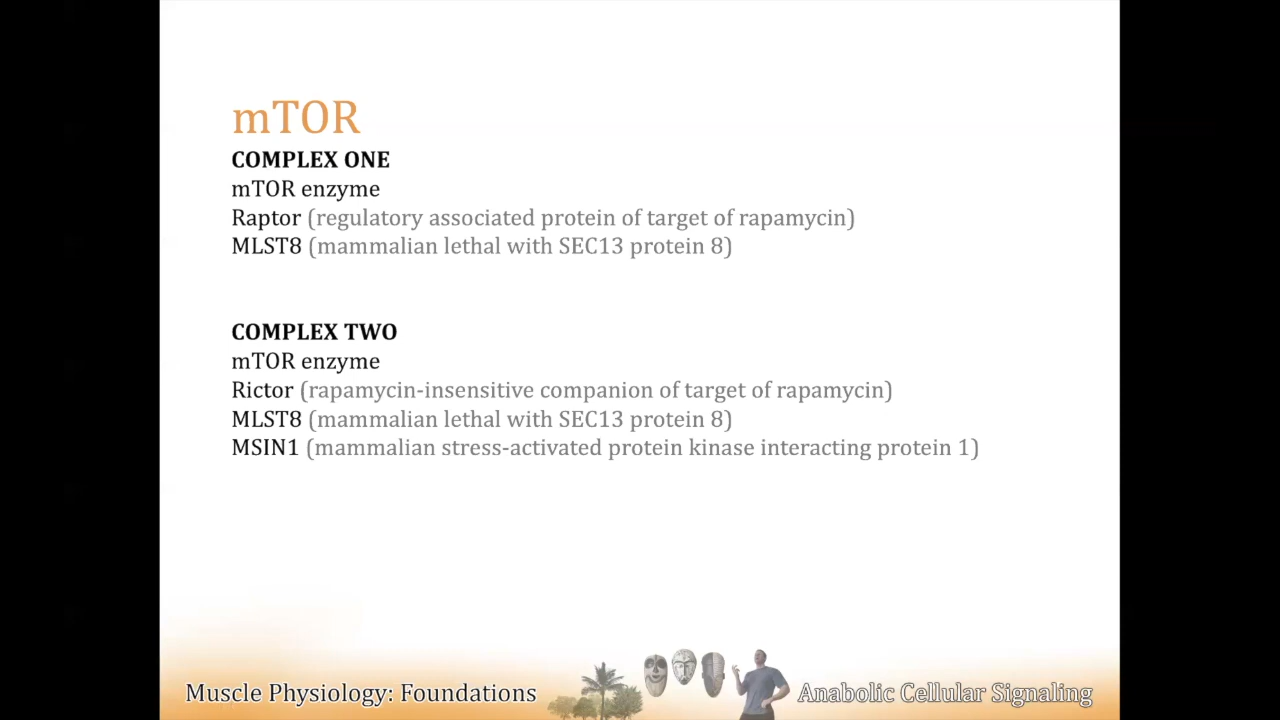 mTOR
COMPLEX ONE
mTOR enzyme
Raptor (regulatory associated protein of target of rapamycin)
MLST8 (mammalian lethal with SEC13 protein 8)
COMPLEX TWO
mTOR enzyme
Rictor (rapamycin-insensitive companion of target of rapamycin)
MLST8 (mammalian lethal with SEC13 protein 8)
MSIN1 (mammalian stress-activated protein kinase interacting protein 1)
Muscle Physiology: Foundations
Anabolic Cellular Signaling